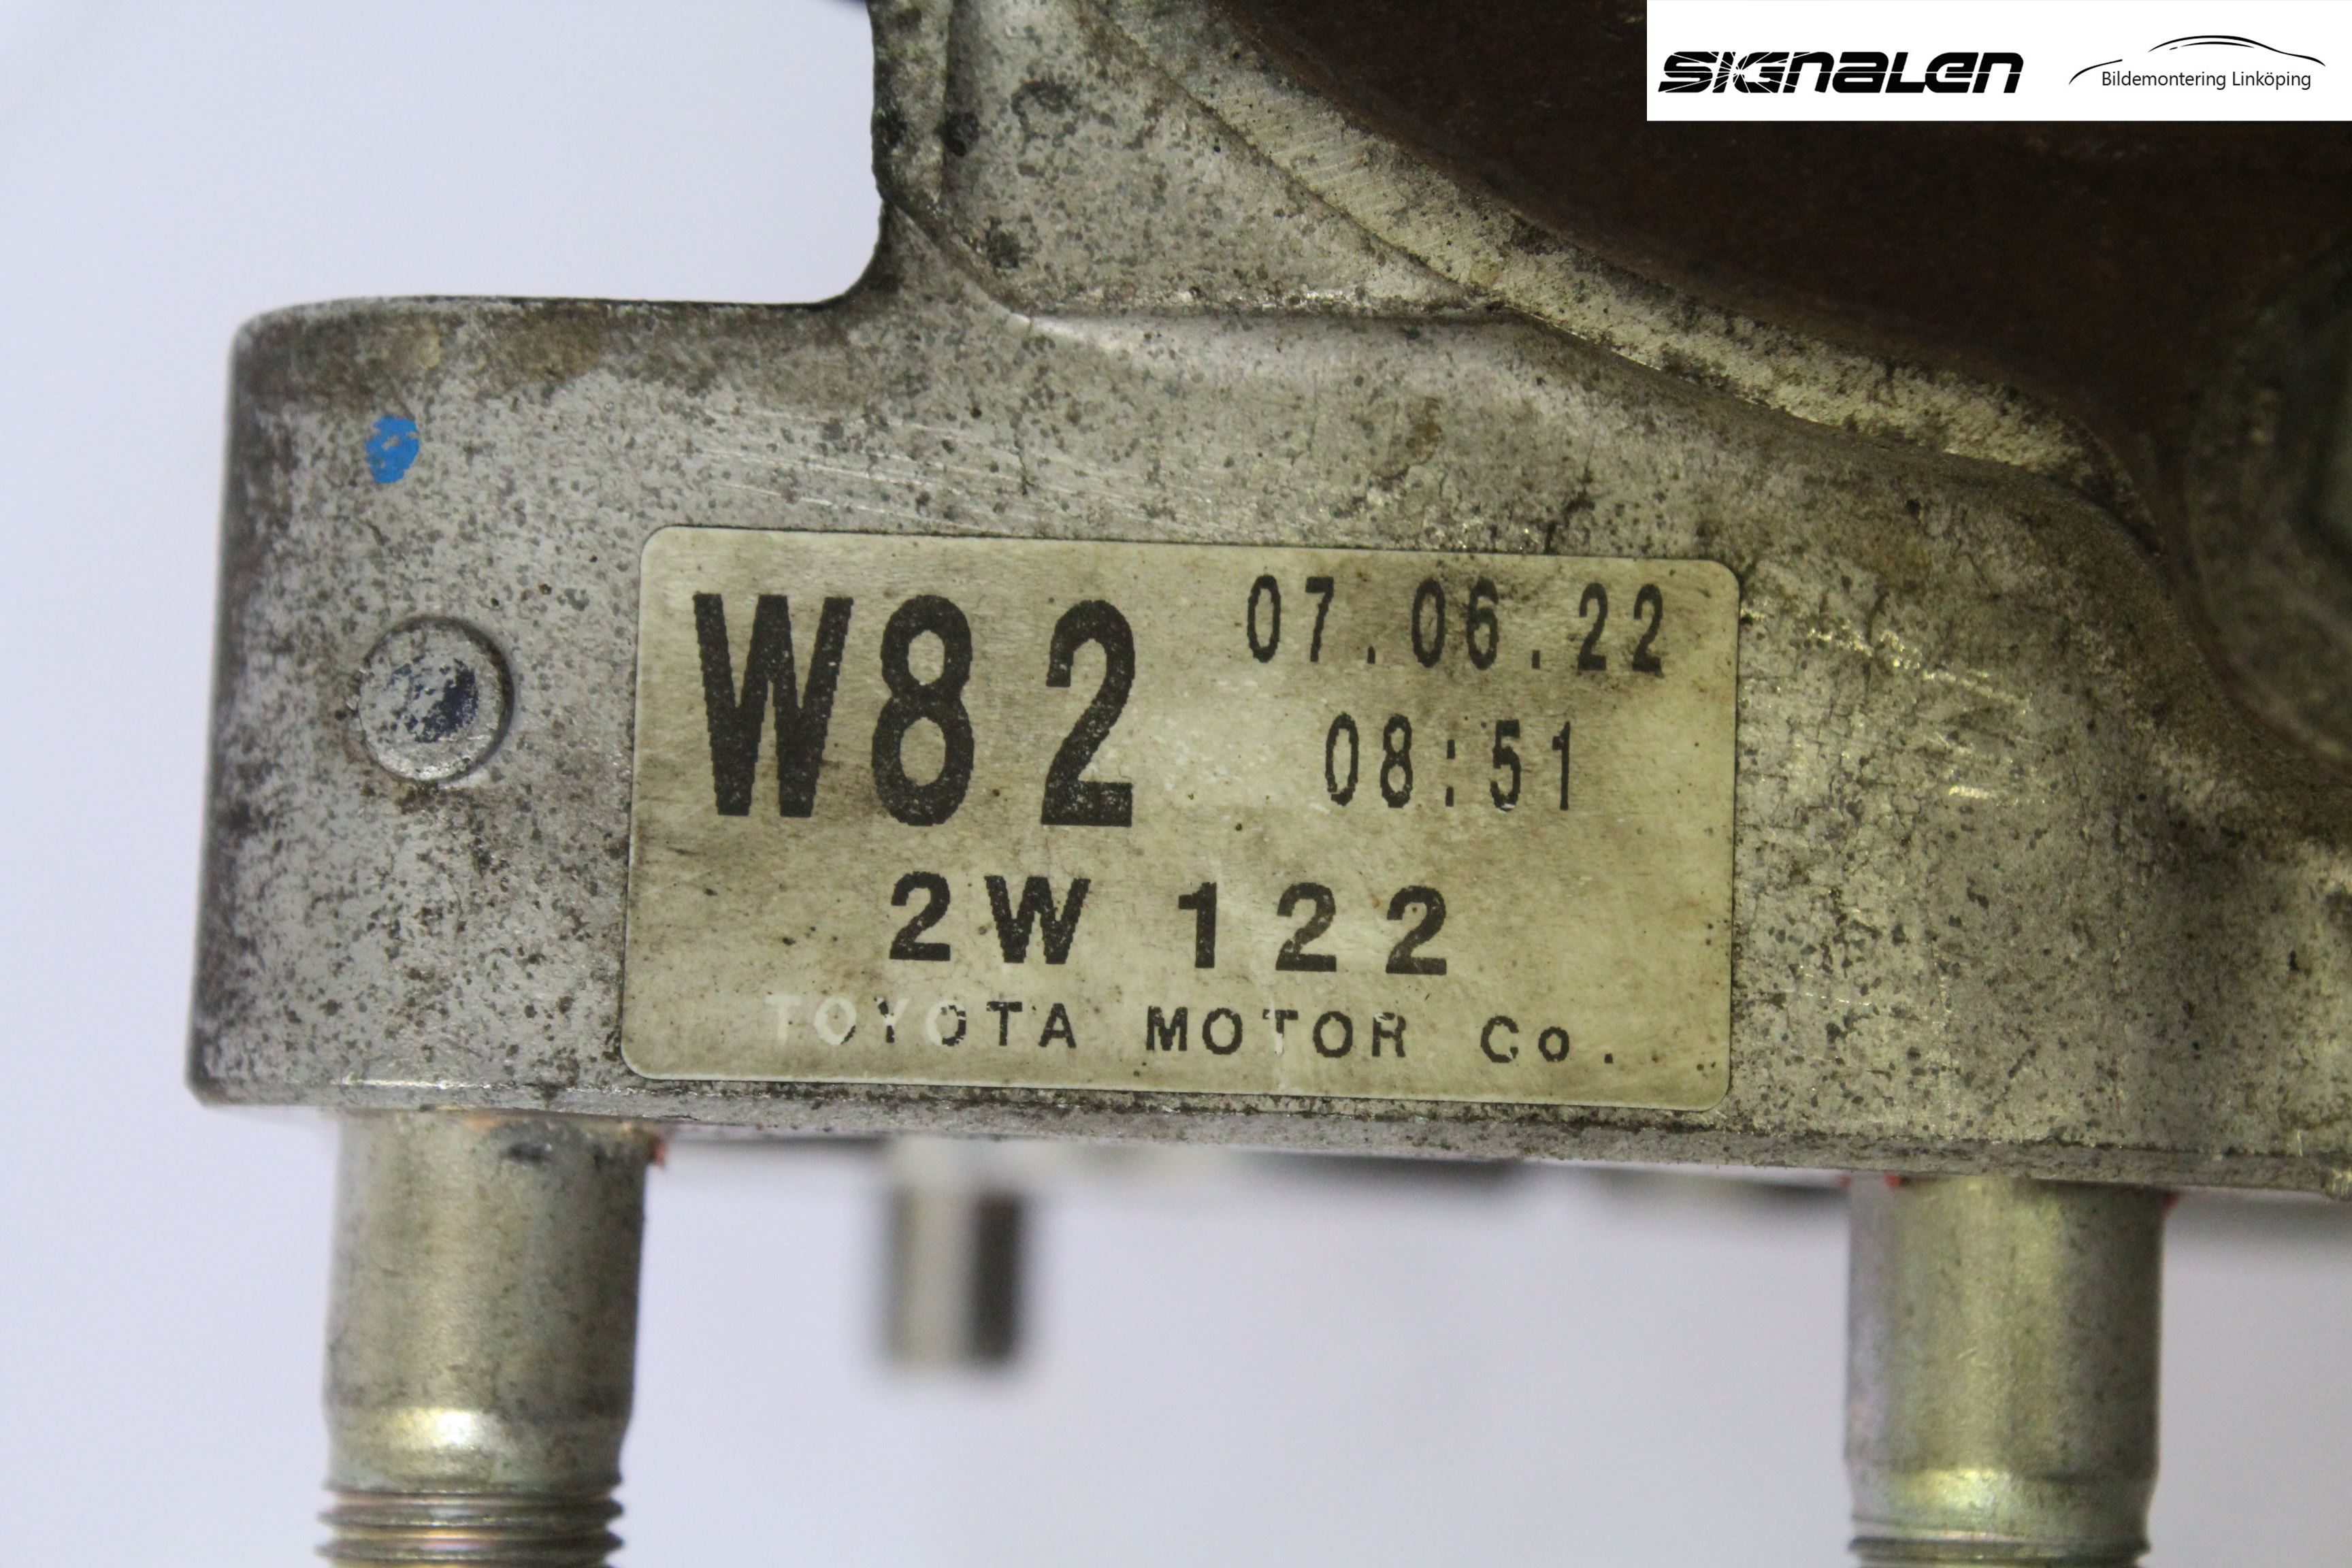 SIGNALEN
Bildemontering Linköping
W82 07.06.22
08:51
2W 122
TOYOTA MOTOR Co.